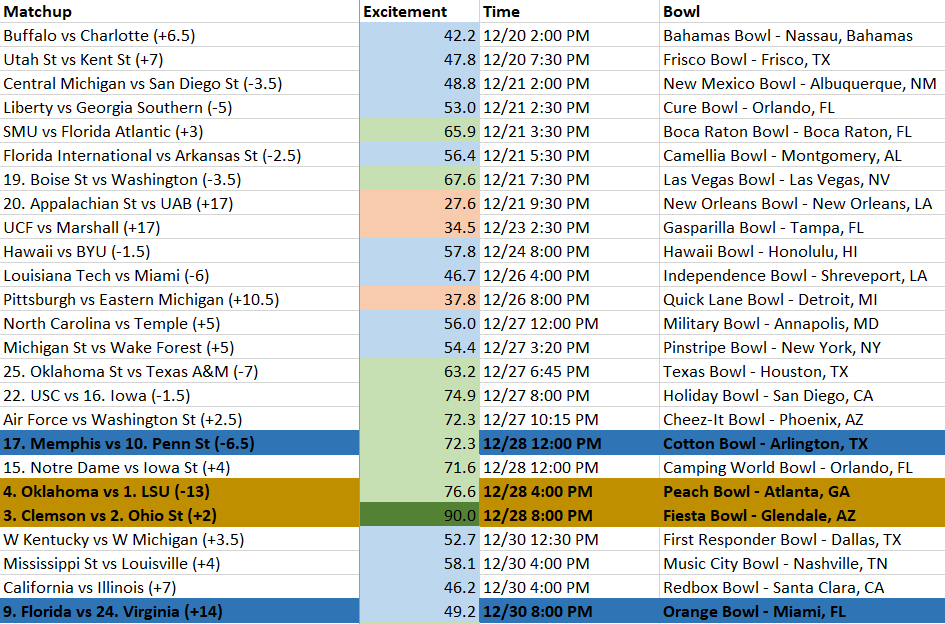 Matchup Excitement Time Bowl
Buffalo vs Charlotte (+6.5) 42.2 12/20 2:00 PM Bahamas Bowl - Nassau, Bahamas
Utah St vs Kent St (+7) 47.8 12/20 7:30 PM Frisco Bowl - Frisco, TX
Central Michigan vs San Diego St (-3.5) 48.8 12/21 2:00 PM New Mexico Bowl - Albuquerque, NM
Liberty vs Georgia Southern (-5) 53.0 12/21 2:30 PM Cure Bowl - Orlando, FL
SMU vs Florida Atlantic (+3) 65.9 12/21 3:30 PM Boca Raton Bowl - Boca Raton, FL
Florida International vs Arkansas St (-2.5) 56.4 12/21 5:30 PM Camellia Bowl - Montgomery, AL
19. Boise St vs Washington (-3.5) 67.6 12/21 7:30 PM Las Vegas Bowl - Las Vegas, NV
20. Appalachian St vs UAB (+17) 27.6 12/21 9:30 PM New Orleans Bowl - New Orleans, LA
UCF vs Marshall (+17) 34.5 12/23 2:30 PM Gasparilla Bowl - Tampa, FL
Hawaii vs BYU (-1.5) 57.8 12/24 8:00 PM Hawaii Bowl - Honolulu, HI
Louisiana Tech vs Miami (-6) 46.7 12/26 4:00 PM Independence Bowl - Shreveport, LA
Pittsburgh vs Eastern Michigan (+10.5) 37.8 12/26 8:00 PM Quick Lane Bowl - Detroit, MI
North Carolina vs Temple (+5) 56.0 12/27 12:00 PM Military Bowl - Annapolis, MD
Michigan St vs Wake Forest (+5) 54.4 12/27 3:20 PM Pinstripe Bowl - New York, NY
25. Oklahoma St vs Texas A&M (-7) 63.2 12/27 6:45 PM Texas Bowl - Houston, TX
22. USC vs 16. Iowa (-1.5) 74.9 12/27 8:00 PM Holiday Bowl - San Diego, CA
Air Force vs Washington St (+2.5) 72.3 12/27 10:15 PM Cheez-It Bowl - Phoenix, AZ
17. Memphis vs 10. Penn St (-6.5) 72.3 12/28 12:00 PM Cotton Bowl - Arlington, TX
15. Notre Dame vs Iowa St (+4) 71.6 12/28 12:00 PM Camping World Bowl - Orlando, FL
4. Oklahoma vs 1. LSU (-13) 76.6 12/28 4:00 PM Peach Bowl - Atlanta, GA
3. Clemson vs 2. Ohio St (+2) 90.0 12/28 8:00 PM Fiesta Bowl - Glendale, AZ
W Kentucky vs W Michigan (+3.5) 52.7 12/30 12:30 PM First Responder Bowl - Dallas, TX
Mississippi St vs Louisville (+4) 58.1 12/30 4:00 PM Music City Bowl - Nashville, TN
California vs Illinois (+7) 46.2 12/30 4:00 PM Redbox Bowl - Santa Clara, CA
9. Florida vs 24. Virginia (+14) 49.2 12/30 8:00 PM Orange Bowl - Miami, FL